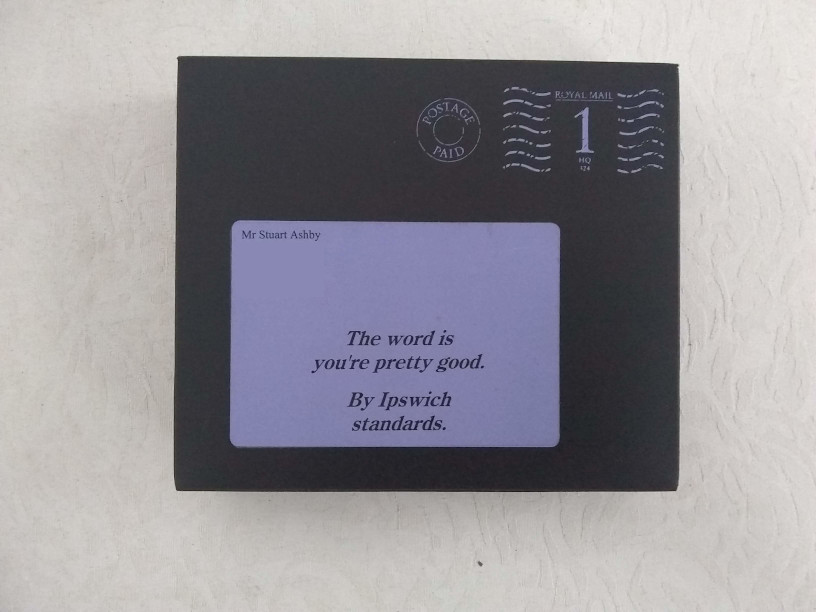 POSTAGE
PAID
ROYAL MAIL
1
HQ
124
Mr Stuart Ashby
The word is
you're pretty good.
By Ipswich
standards.